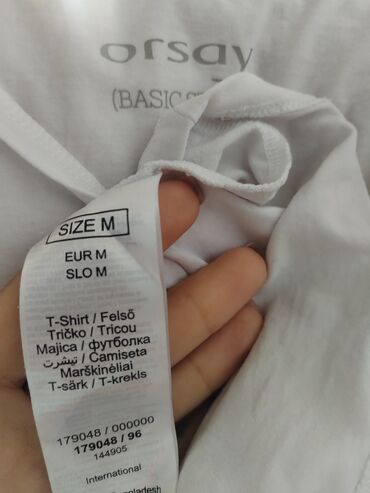 orsay
(BASIC
SIZE M
EUR M
SLO M
T-Shirt / Felső
Tričko / Tricou
Majica / футболка
تيشرت / Camiseta
Marškinėliai
T-särk / T-krekls
179048 / 000000
179048 / 96
144905
International
Bangladesh